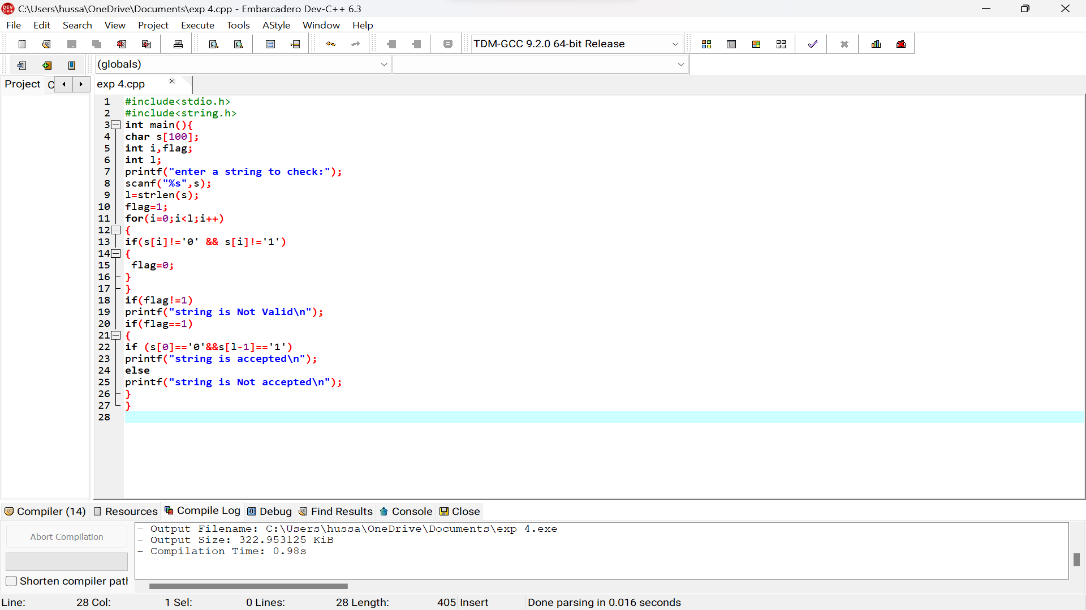 C:\Users\hussa\OneDrive\Documents\exp 4.cpp - Embarcadero Dev-C++ 6.3
File Edit Search View Project Execute Tools AStyle Window Help
TDM-GCC 9.2.0 64-bit Release
(globals)
Project C exp 4.cpp
1 #include<stdio.h>
2 #include<string.h>
3 int main(){
4 char s[100];
5 int i,flag;
6 int l;
7 printf("enter a string to check:");
8 scanf("%s",s);
9 l=strlen(s);
10 flag=1;
11 for(i=0;i<l;i++)
12 {
13 if(s[i]!='0' && s[i]!='1')
14 {
15  flag=0;
16 }
17 }
18 if(flag!=1)
19 printf("string is Not Valid\n");
20 if(flag==1)
21 {
22 if (s[0]=='0'&&s[l-1]=='1')
23 printf("string is accepted\n");
24 else
25 printf("string is Not accepted\n");
26 }
27 }
28
Compiler (14) Resources Compile Log Debug Find Results Console Close
Abort Compilation
Shorten compiler path
- Output Filename: C:\Users\hussa\OneDrive\Documents\exp 4.exe
- Output Size: 322.953125 KiB
- Compilation Time: 0.98s
Line: 28 Col: 1 Sel: 0 Lines: 28 Length: 405 Insert Done parsing in 0.016 seconds